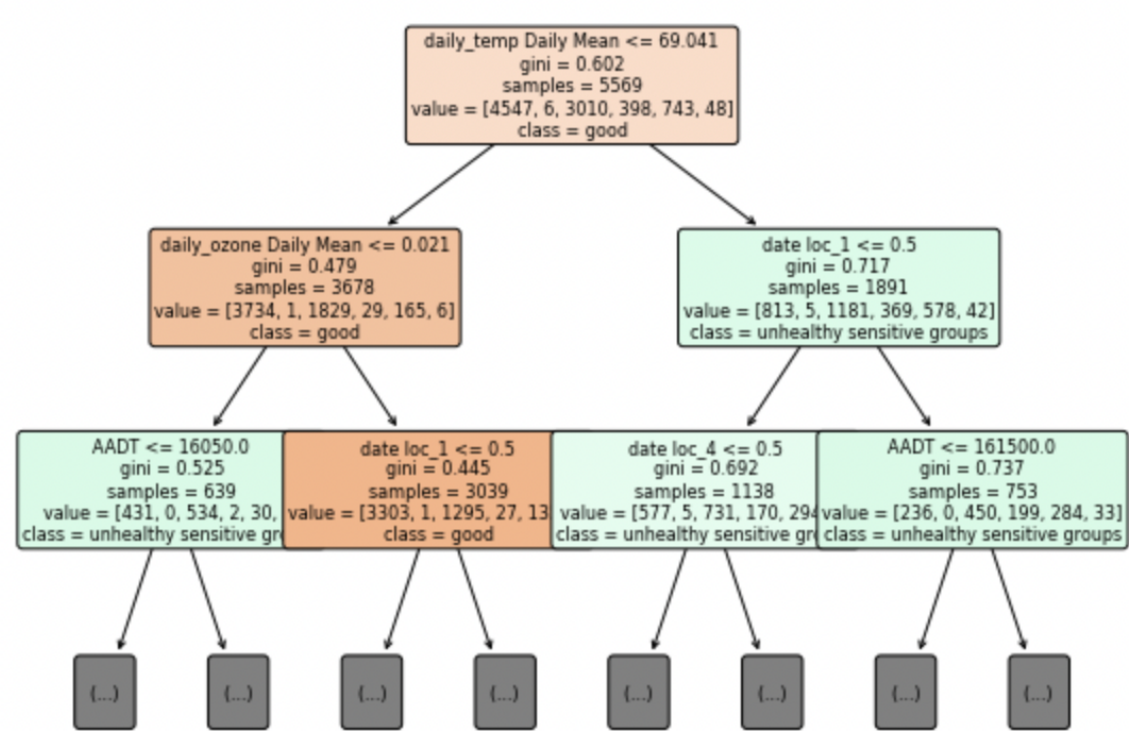 daily_temp Daily Mean <= 69.041
gini = 0.602
samples = 5569
value = [4547, 6, 3010, 398, 743, 48]
class = good
daily_ozone Daily Mean <= 0.021
gini = 0.479
samples = 3678
value = [3734, 1, 1829, 29, 165, 6]
class = good
date loc_1 <= 0.5
gini = 0.717
samples = 1891
value = [813, 5, 1181, 369, 578, 42]
class = unhealthy sensitive groups
AADT <= 16050.0
gini = 0.525
samples = 639
value = [431, 0, 534, 2, 30,
class = unhealthy sensitive gr
date loc_1 <= 0.5
gini = 0.445
samples = 3039
value = [3303, 1, 1295, 27, 13
class = good
date loc_4 <= 0.5
gini = 0.692
samples = 1138
value = [577, 5, 731, 170, 294
class = unhealthy sensitive gr
AADT <= 161500.0
gini = 0.737
samples = 753
value = [236, 0, 450, 199, 284, 33]
class = unhealthy sensitive groups
(...)
(...)
(...)
(...)
(...)
(...)
(...)
(...)